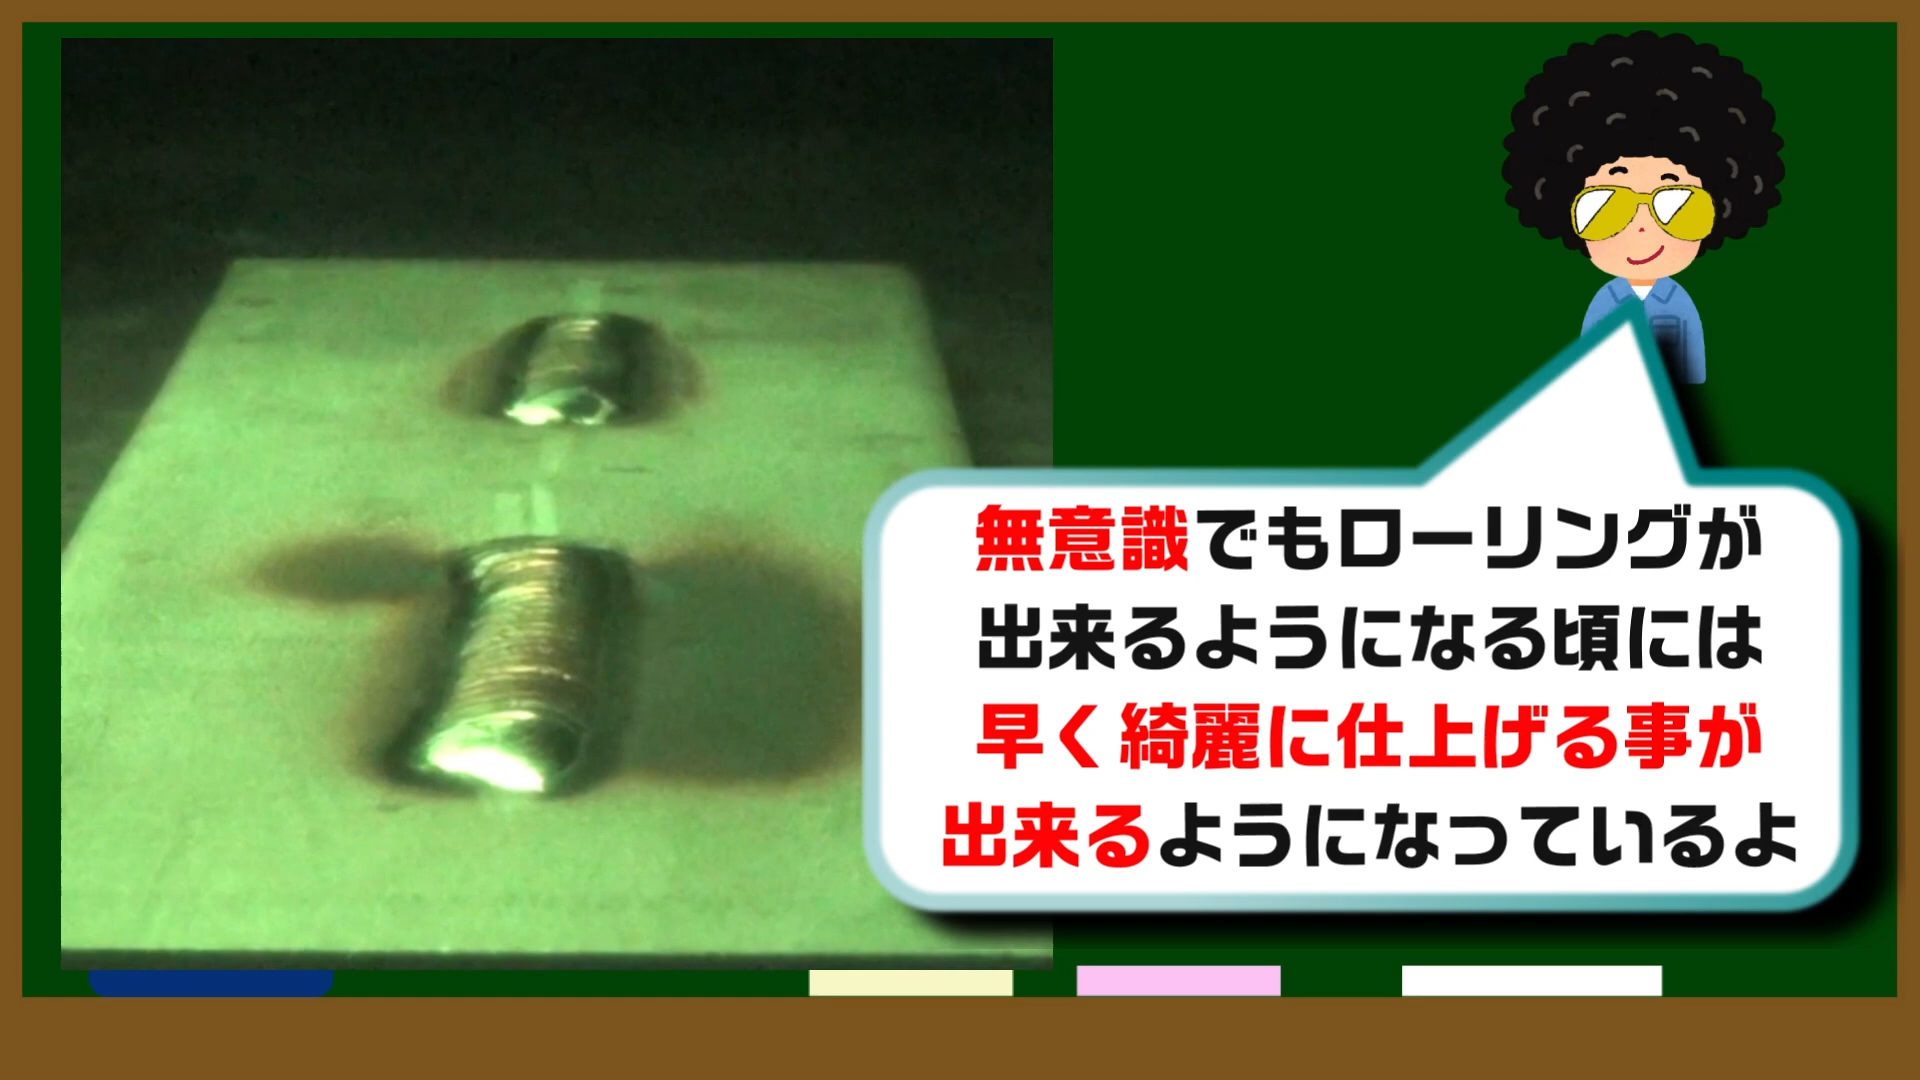 無意識でもローリングが
出来るようになる頃には
早く綺麗に仕上げる事が
出来るようになっているよ